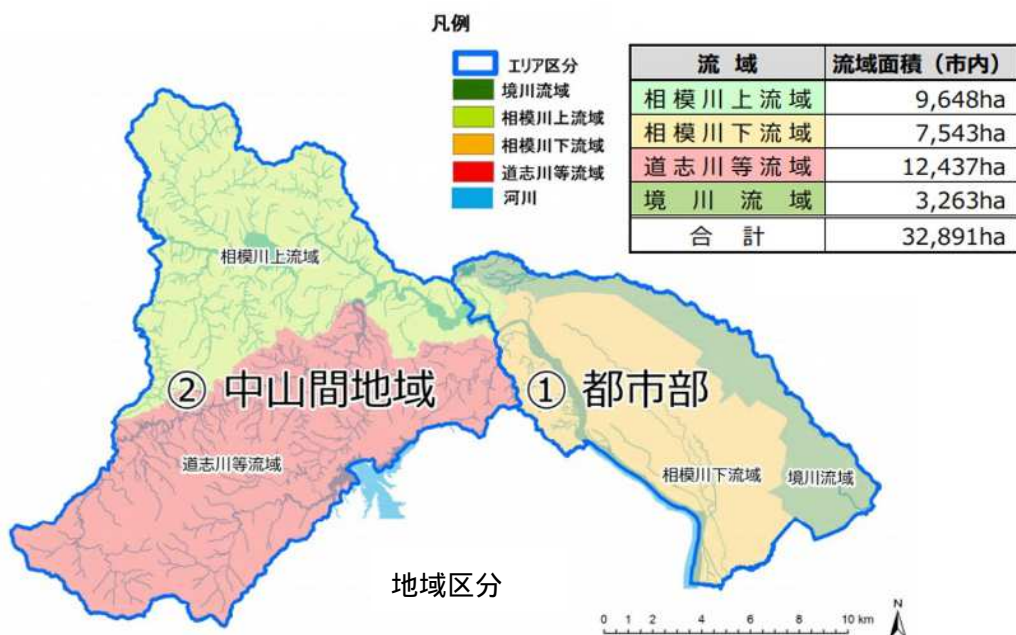 凡例
エリア区分
境川流域
相模川上流域
相模川下流域
道志川等流域
河川
流域 流域面積（市内）
相模川上流域 9,648ha
相模川下流域 7,543ha
道志川等流域 12,437ha
境川流域 3,263ha
合計 32,891ha
相模川上流域
② 中山間地域
① 都市部
道志川等流域
相模川下流域
境川流域
地域区分
0 1 2 4 6 8 10 km
N